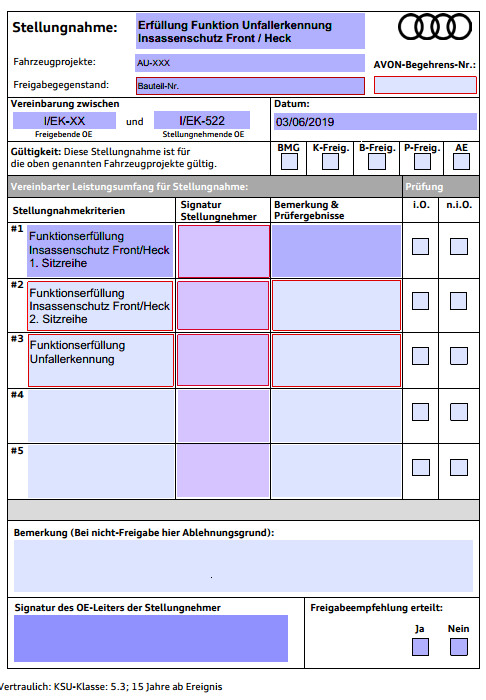 Stellungnahme:
Erfüllung Funktion Unfallerkennung
Insassenschutz Front / Heck
Fahrzeugprojekte:
AU-XXX
AVON-Begehrens-Nr.:
Freigabegegenstand:
Bauteil-Nr.
Vereinbarung zwischen
Datum:
I/EK-XX und I/EK-522
03/06/2019
Freigebende OE
Stellungnehmende OE
Gültigkeit: Diese Stellungnahme ist für
die oben genannten Fahrzeugprojekte gültig.
BMG K-Freig. B-Freig. P-Freig. AE
Vereinbarter Leistungsumfang für Stellungnahme:
Prüfung
Stellungnahmekriterien
Signatur
Stellungnehmer
Bemerkung &
Prüfergebnisse
i.O. n.i.O.
#1
Funktionserfüllung
Insassenschutz Front/Heck
1. Sitzreihe
#2
Funktionserfüllung
Insassenschutz Front/Heck
2. Sitzreihe
#3
Funktionserfüllung
Unfallerkennung
#4
#5
Bemerkung (Bei nicht-Freigabe hier Ablehnungsgrund):
.
Signatur des OE-Leiters der Stellungnehmer
Freigabeempfehlung erteilt:
Ja Nein
Vertraulich: KSU-Klasse: 5.3; 15 Jahre ab Ereignis